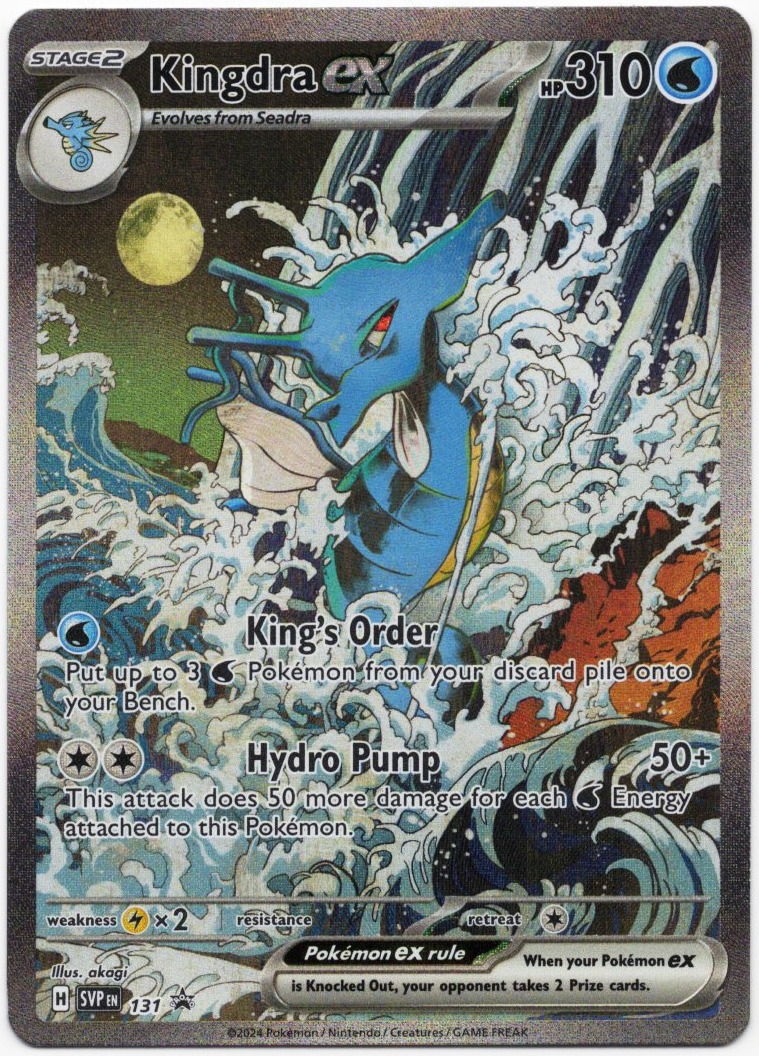 STAGE2
Kingdra ex
HP310
Evolves from Seadra
King's Order
Put up to 3 Pokémon from your discard pile onto
your Bench.
Hydro Pump 50+
This attack does 50 more damage for each Energy
attached to this Pokémon.
weakness ×2 resistance retreat
Pokémon ex rule
When your Pokémon ex
is Knocked Out, your opponent takes 2 Prize cards.
Illus. akagi
H SVP EN 131
©2024 Pokémon / Nintendo / Creatures / GAME FREAK